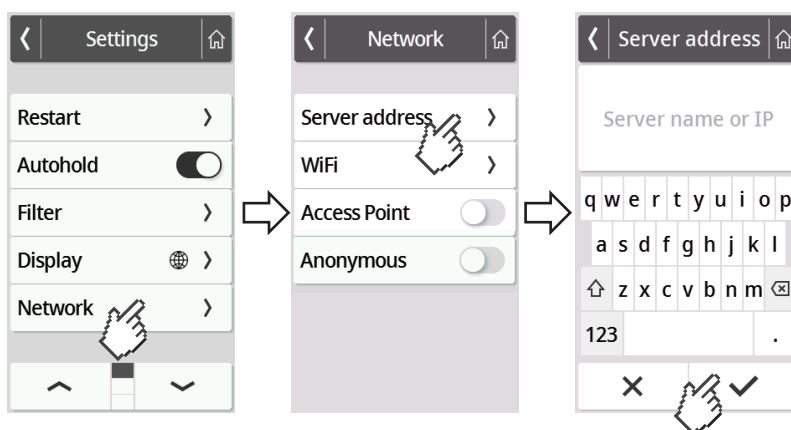 Settings
Restart
Autohold
Filter
Display
Network
Network
Server address
WiFi
Access Point
Anonymous
Server address
Server name or IP
q w e r t y u i o p
a s d f g h j k l
z x c v b n m
123 .